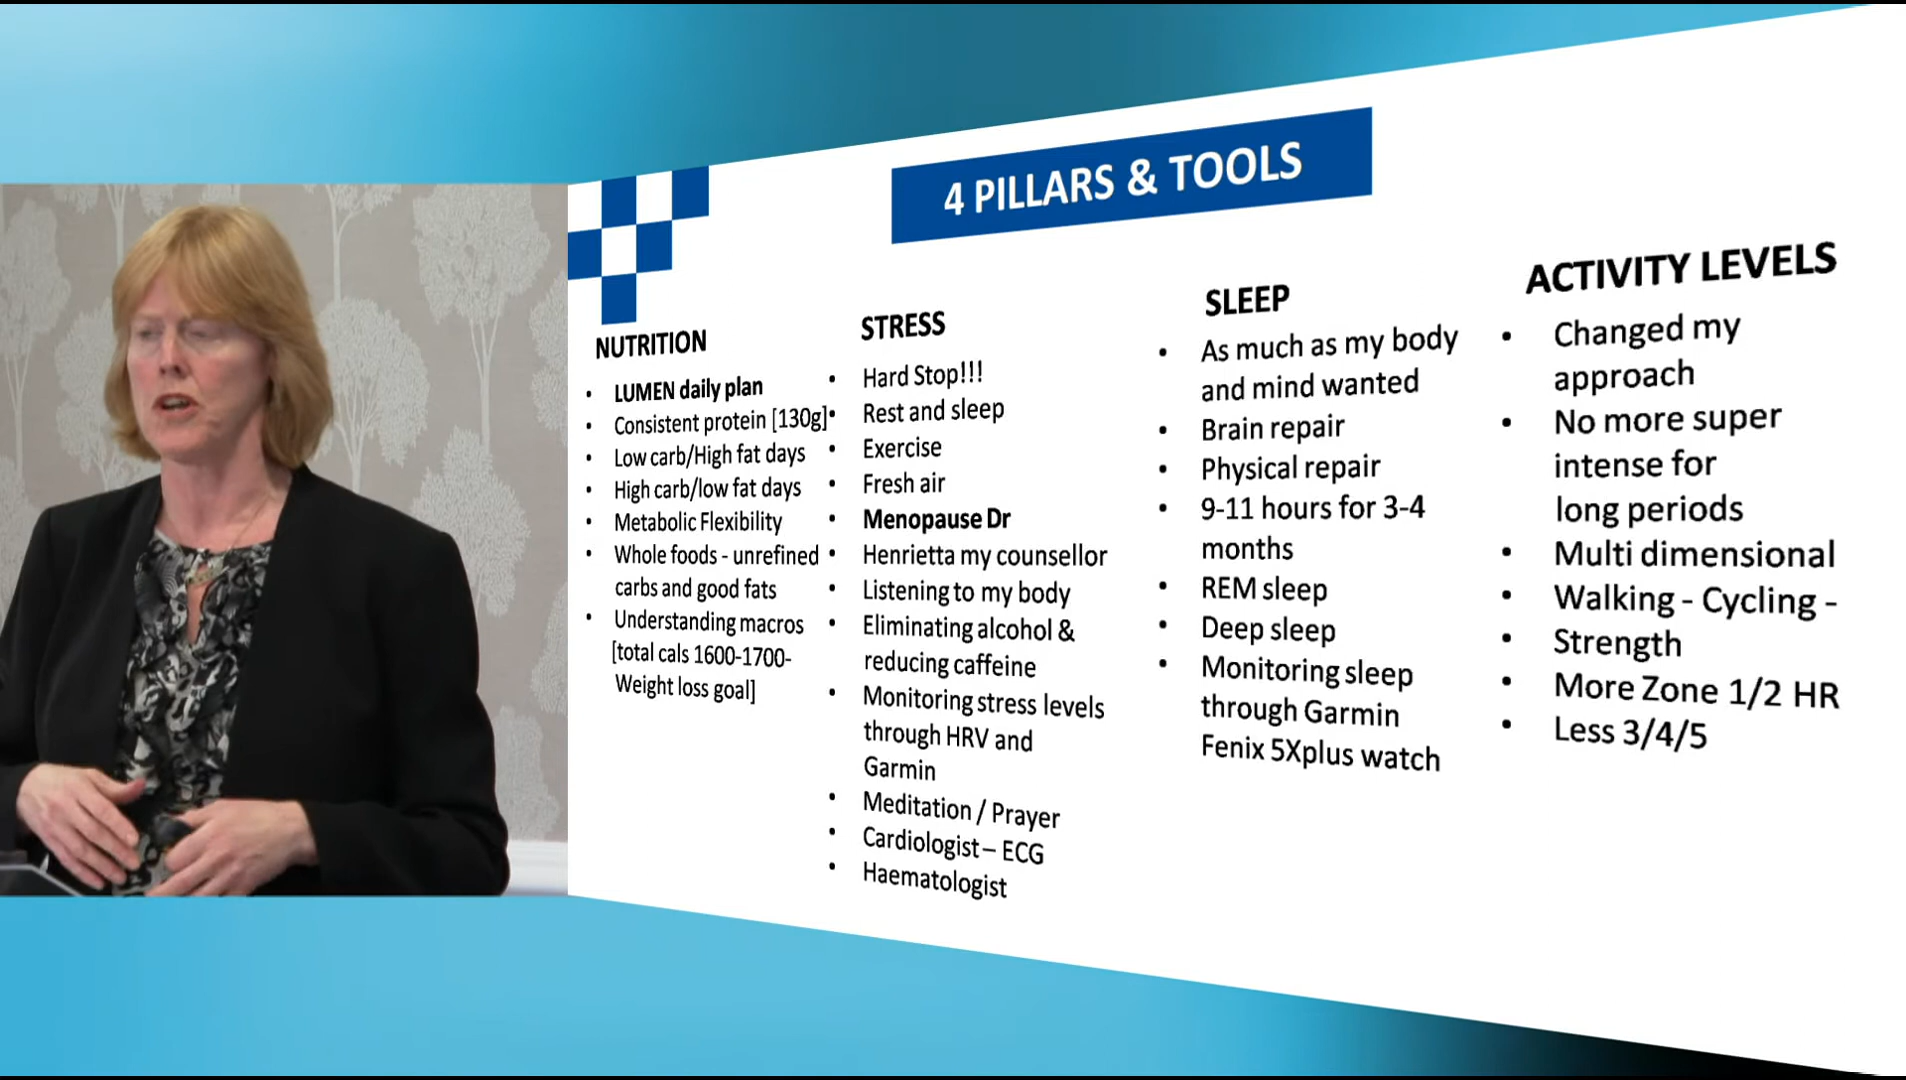 4 PILLARS & TOOLS
NUTRITION
• LUMEN daily plan
• Consistent protein [130g]
• Low carb/High fat days
• High carb/low fat days
• Metabolic Flexibility
• Whole foods - unrefined
carbs and good fats
• Understanding macros
[total cals 1600-1700-
Weight loss goal]
STRESS
• Hard Stop!!!
• Rest and sleep
• Exercise
• Fresh air
• Menopause Dr
• Henrietta my counsellor
• Listening to my body
• Eliminating alcohol &
reducing caffeine
• Monitoring stress levels
through HRV and
Garmin
• Meditation / Prayer
• Cardiologist – ECG
• Haematologist
SLEEP
• As much as my body
and mind wanted
• Brain repair
• Physical repair
• 9-11 hours for 3-4
months
• REM sleep
• Deep sleep
• Monitoring sleep
through Garmin
Fenix 5Xplus watch
ACTIVITY LEVELS
• Changed my
approach
• No more super
intense for
long periods
• Multi dimensional
• Walking - Cycling -
• Strength
• More Zone 1/2 HR
• Less 3/4/5